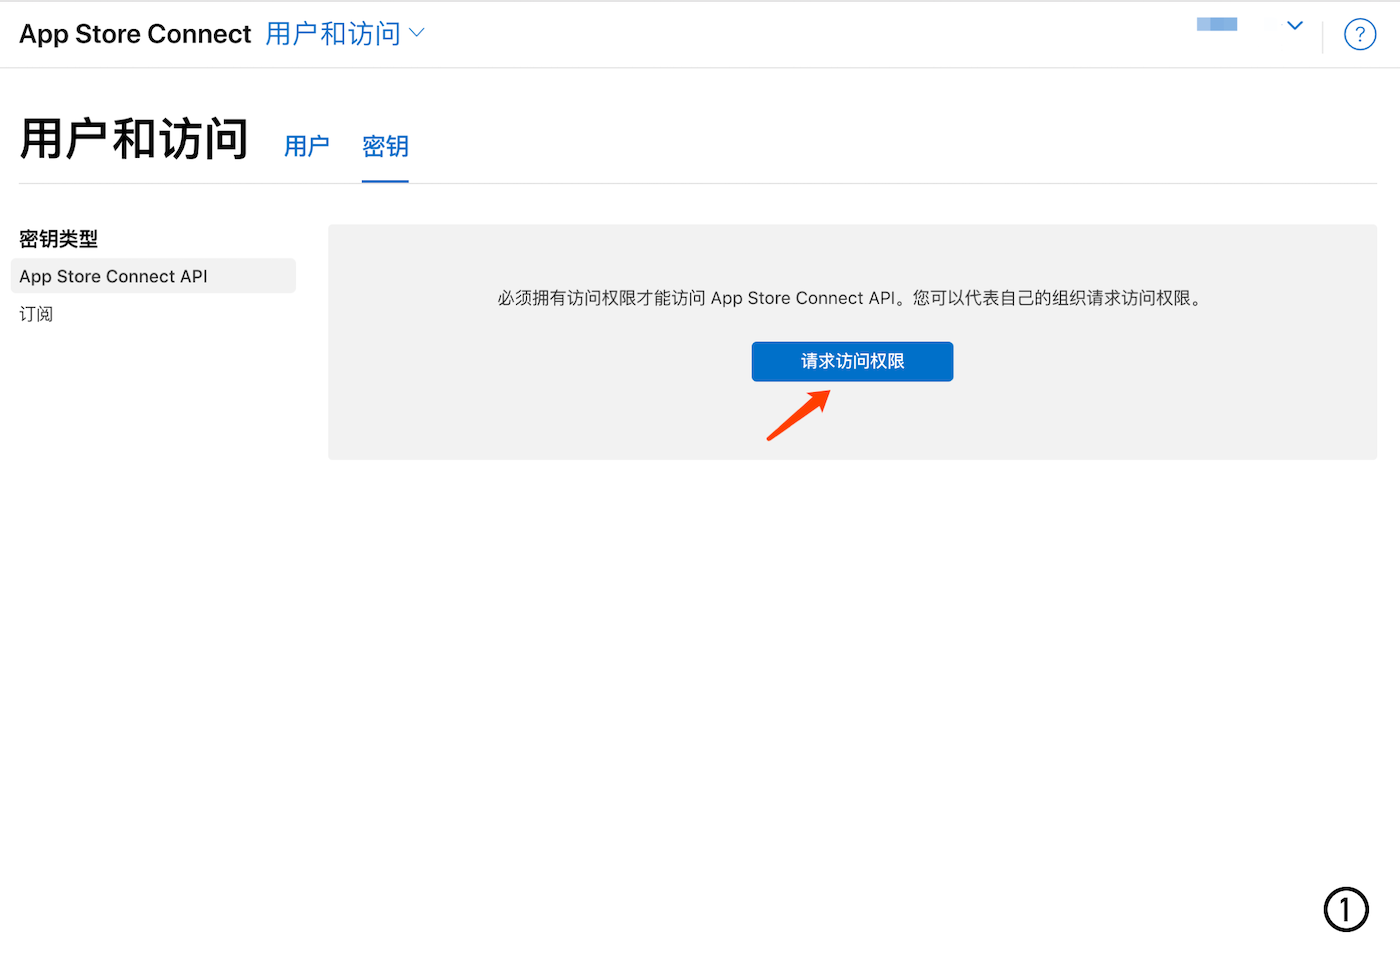 App Store Connect 用户和访问
?
用户和访问 用户 密钥
密钥类型
App Store Connect API
订阅
必须拥有访问权限才能访问 App Store Connect API。您可以代表自己的组织请求访问权限。
请求访问权限
①